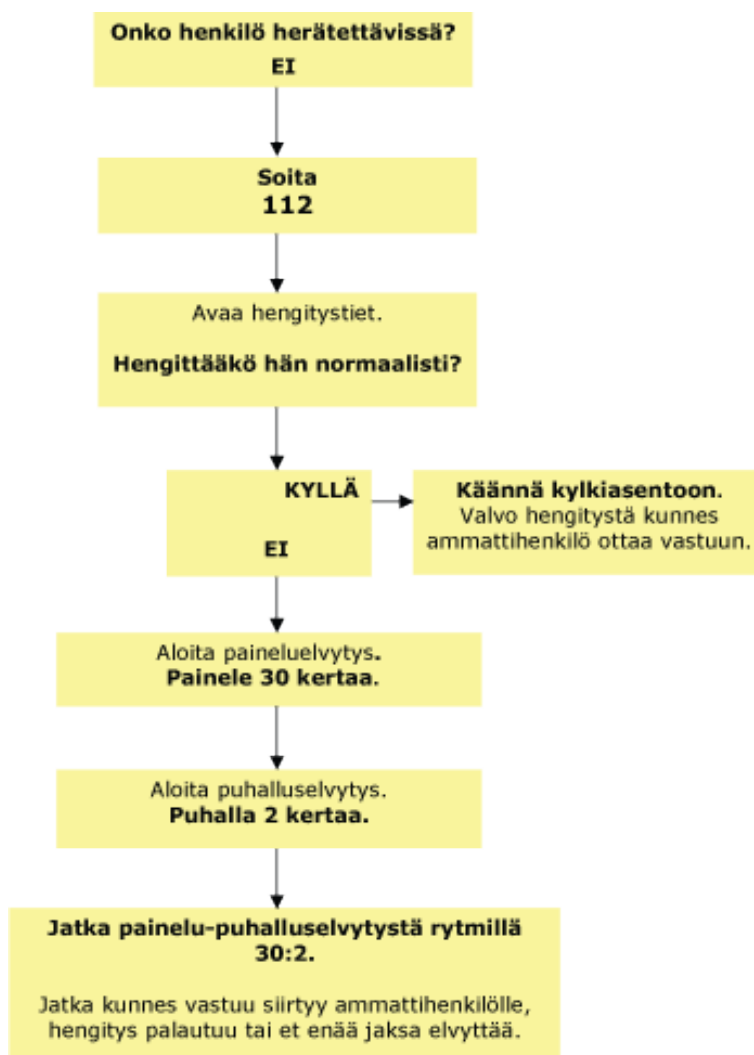 Onko henkilö herätettävissä?
EI
Soita
112
Avaa hengitystiet.
Hengittääkö hän normaalisti?
KYLLÄ
EI
Käännä kylkiasentoon.
Valvo hengitystä kunnes
ammattihenkilö ottaa vastuun.
Aloita paineluelvytys.
Painele 30 kertaa.
Aloita puhalluselvytys.
Puhalla 2 kertaa.
Jatka painelu-puhalluselvytystä rytmillä
30:2.
Jatka kunnes vastuu siirtyy ammattihenkilölle,
hengitys palautuu tai et enää jaksa elvyttää.